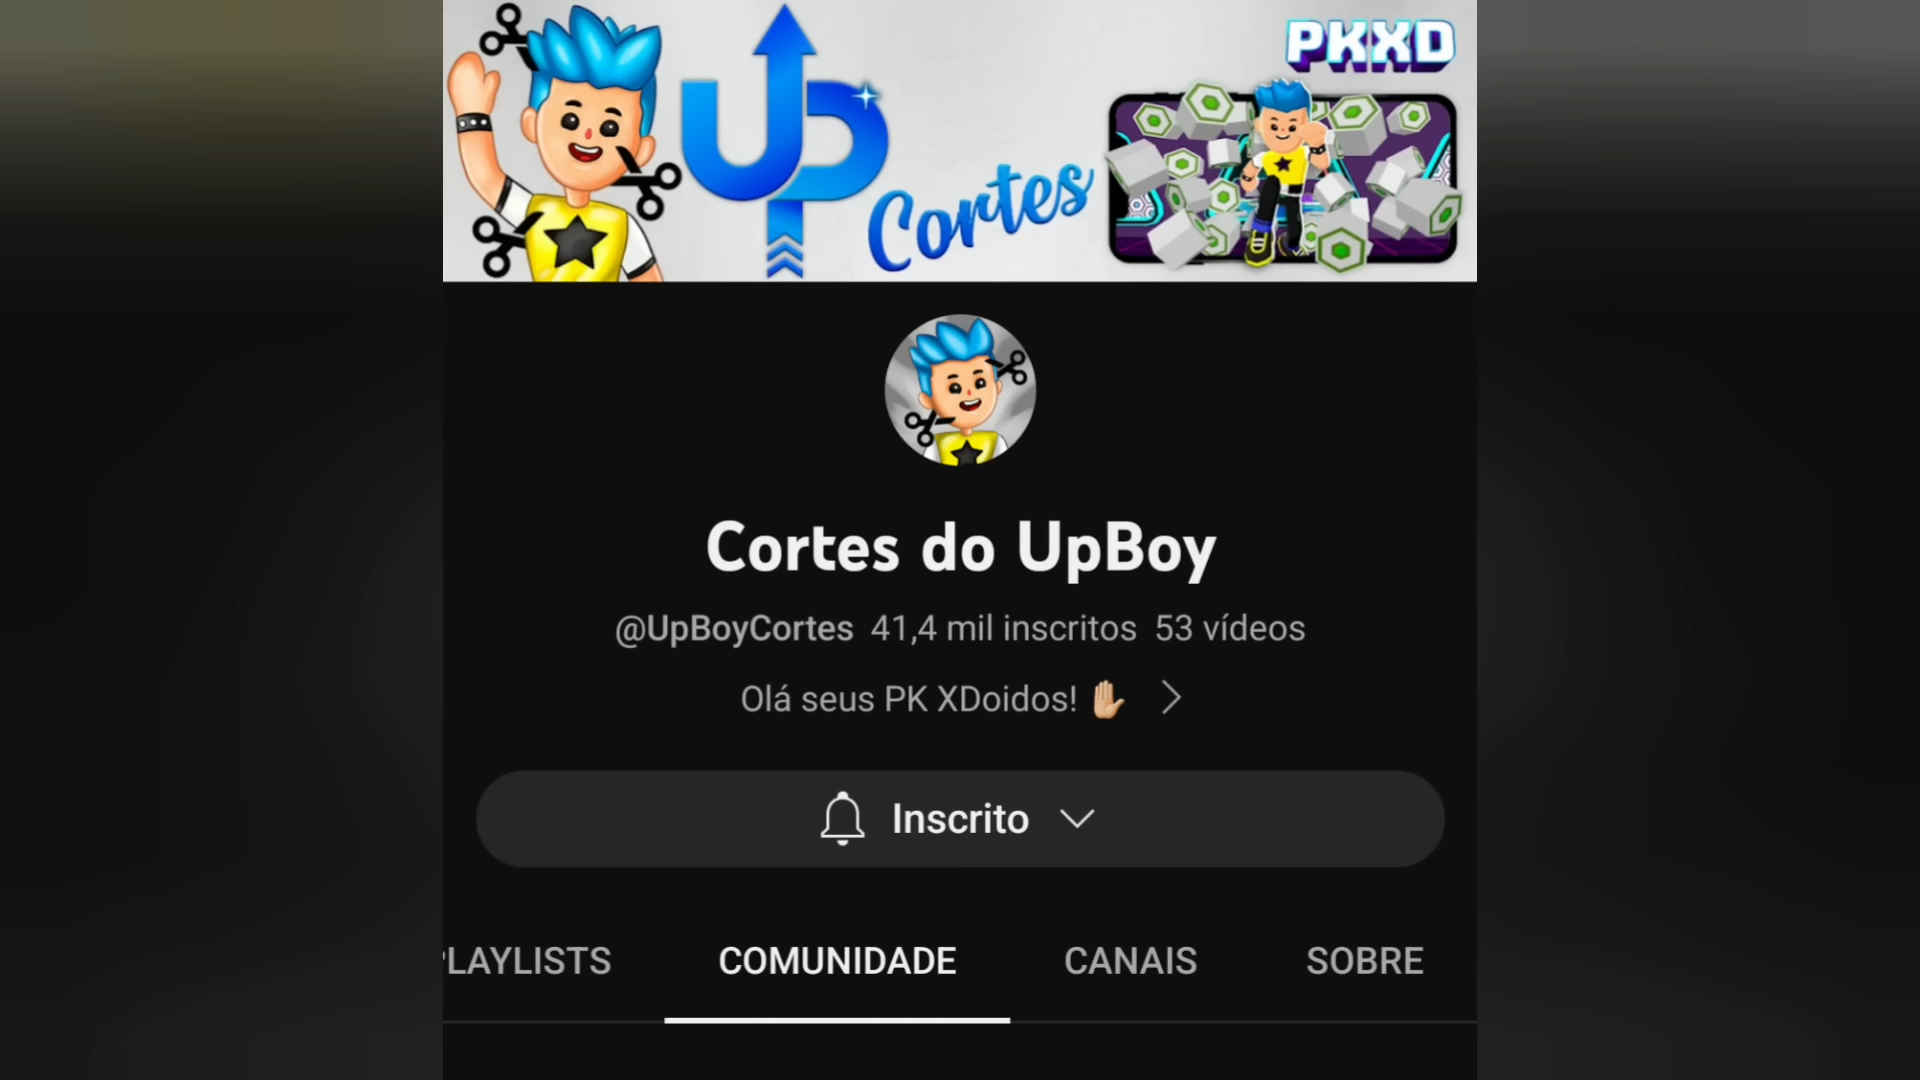 UP
Cortes
PKXD
Cortes do UpBoy
@UpBoyCortes 41,4 mil inscritos 53 vídeos
Olá seus PK XDoidos! ✋🏼
Inscrito
PLAYLISTS COMUNIDADE CANAIS SOBRE